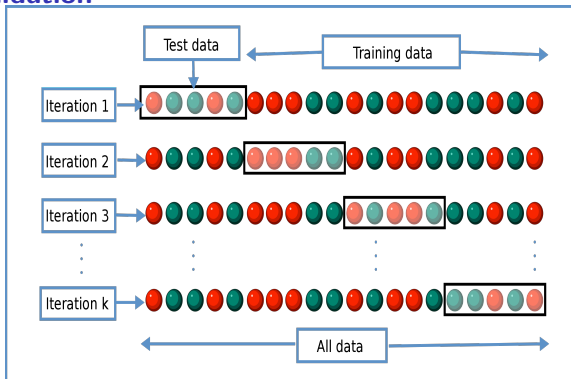 Test data
Training data
Iteration 1
Iteration 2
Iteration 3
Iteration k
All data